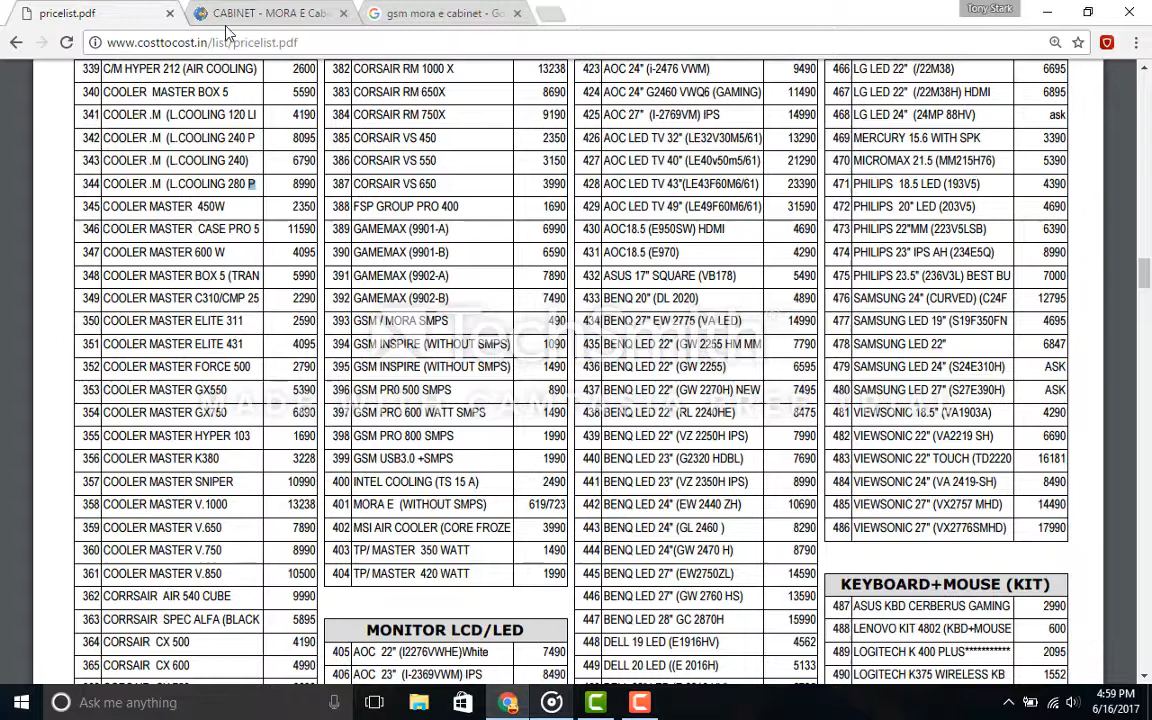 pricelist.pdf
CABINET - MORA E Cab
gsm mora e cabinet - Go
Tony Stark
www.costtocost.in/list/pricelist.pdf
339 C/M HYPER 212 (AIR COOLING) 2600
340 COOLER MASTER BOX 5 5590
341 COOLER .M (L.COOLING 120 LI 4190
342 COOLER .M (L.COOLING 240 P 8095
343 COOLER .M (L.COOLING 240) 6790
344 COOLER .M (L.COOLING 280 P 8990
345 COOLER MASTER 450W 2350
346 COOLER MASTER CASE PRO 5 11590
347 COOLER MASTER 600 W 4095
348 COOLER MASTER BOX 5 (TRAN 5990
349 COOLER MASTER C310/CMP 25 2290
350 COOLER MASTER ELITE 311 2590
351 COOLER MASTER ELITE 431 4095
352 COOLER MASTER FORCE 500 2790
353 COOLER MASTER GX550 5390
354 COOLER MASTER GX750 6890
355 COOLER MASTER HYPER 103 1690
356 COOLER MASTER K380 3228
357 COOLER MASTER SNIPER 10990
358 COOLER MASTER V.1000 13238
359 COOLER MASTER V.650 7890
360 COOLER MASTER V.750 8990
361 COOLER MASTER V.850 10500
362 CORRSAIR AIR 540 CUBE 9990
363 CORRSAIR SPEC ALFA (BLACK 5895
364 CORSAIR CX 500 4190
365 CORSAIR CX 600 4990
382 CORSAIR RM 1000 X 13238
383 CORSAIR RM 650X 8690
384 CORSAIR RM 750X 9190
385 CORSAIR VS 450 2350
386 CORSAIR VS 550 3150
387 CORSAIR VS 650 3990
388 FSP GROUP PRO 400 1690
389 GAMEMAX (9901-A) 6990
390 GAMEMAX (9901-B) 6590
391 GAMEMAX (9902-A) 7890
392 GAMEMAX (9902-B) 7490
393 GSM / MORA SMPS 490
394 GSM INSPIRE (WITHOUT SMPS) 1090
395 GSM INSPIRE (WITHOUT SMPS) 1490
396 GSM PR0 500 SMPS 890
397 GSM PRO 600 WATT SMPS 1490
398 GSM PRO 800 SMPS 1990
399 GSM USB3.0 +SMPS 1990
400 INTEL COOLING (TS 15 A) 2490
401 MORA E (WITHOUT SMPS) 619/723
402 MSI AIR COOLER (CORE FROZE 3990
403 TP/ MASTER 350 WATT 1490
404 TP/ MASTER 420 WATT 1990
MONITOR LCD/LED
405 AOC 22" (I2276VWHE)White 7490
406 AOC 23" (I-2369VWM) IPS 8490
423 AOC 24" (i-2476 VWM) 9490
424 AOC 24" G2460 VWQ6 (GAMING) 11490
425 AOC 27" (I-2769VM) IPS 14990
426 AOC LED TV 32" (LE32V30M5/61) 13290
427 AOC LED TV 40" (LE40v50m5/61) 21290
428 AOC LED TV 43"(LE43F60M6/61) 23390
429 AOC LED TV 49" (LE49F60M6/61) 31590
430 AOC18.5 (E950SW) HDMI 4690
431 AOC18.5 (E970) 4290
432 ASUS 17" SQUARE (VB178) 5490
433 BENQ 20" (DL 2020) 4890
434 BENQ 27" EW 2775 (VA LED) 14990
435 BENQ LED 22" (GW 2255 HM MM 7790
436 BENQ LED 22" (GW 2255) 6595
437 BENQ LED 22" (GW 2270H) NEW 7495
438 BENQ LED 22" (RL 2240HE) 8475
439 BENQ LED 22" (VZ 2250H IPS) 7990
440 BENQ LED 23" (G2320 HDBL) 7690
441 BENQ LED 23" (VZ 2350H IPS) 8990
442 BENQ LED 24" (EW 2440 ZH) 10690
443 BENQ LED 24" (GL 2460 ) 8290
444 BENQ LED 24"(GW 2470 H) 8790
445 BENQ LED 27" (EW2750ZL) 14590
446 BENQ LED 27" (GW 2760 HS) 13590
447 BENQ LED 28" GC 2870H 15990
448 DELL 19 LED (E1916HV) 4562
449 DELL 20 LED ((E 2016H) 5133
466 LG LED 22" (/22M38) 6695
467 LG LED 22" (/22M38H) HDMI 6895
468 LG LED 24" (24MP 88HV) ask
469 MERCURY 15.6 WITH SPK 3390
470 MICROMAX 21.5 (MM215H76) 5390
471 PHILIPS 18.5 LED (193V5) 4390
472 PHILIPS 20" LED (203V5) 4690
473 PHILIPS 22"MM (223V5LSB) 6390
474 PHILIPS 23" IPS AH (234E5Q) 8990
475 PHILIPS 23.5" (236V3L) BEST BU 7000
476 SAMSUNG 24" (CURVED) (C24F 12795
477 SAMSUNG LED 19" (S19F350FN 4695
478 SAMSUNG LED 22" 6847
479 SAMSUNG LED 24" (S24E310H) ASK
480 SAMSUNG LED 27" (S27E390H) ASK
481 VIEWSONIC 18.5" (VA1903A) 4290
482 VIEWSONIC 22" (VA2219 SH) 6690
483 VIEWSONIC 22" TOUCH (TD2220 16181
484 VIEWSONIC 24" (VA 2419-SH) 8490
485 VIEWSONIC 27" (VX2757 MHD) 14490
486 VIEWSONIC 27" (VX2776SMHD) 17990
KEYBOARD+MOUSE (KIT)
487 ASUS KBD CERBERUS GAMING 2990
488 LENOVO KIT 4802 (KBD+MOUSE 600
489 LOGITECH K 400 PLUS*********** 2095
490 LOGITECH K375 WIRELESS KB 1552
TechSmith
MADE WITH CAMTASIA FREE TRIAL
Ask me anything
4:59 PM
6/16/2017